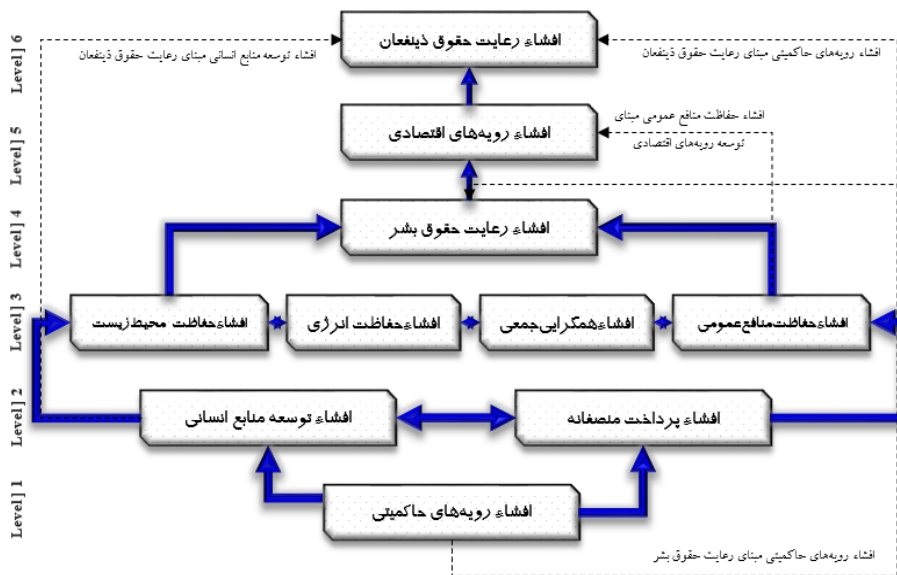 Level] 6
افشاء رعایت حقوق ذینفعان
افشاء رویه‌های حاکمیتی مبنای رعایت حقوق ذینفعان
افشاء توسعه منابع انسانی مبنای رعایت حقوق ذینفعان
Level] 5
افشاء حفاظت منافع عمومی مبنای
توسعه رویه‌های اقتصادی
افشاء رویه‌های اقتصادی
Level] 4
افشاء رعایت حقوق بشر
Level] 3
افشاء حفاظت منافع عمومی
افشاء همگرایی جمعی
افشاء حفاظت انرژی
افشاء حفاظت محیط زیست
Level] 2
افشاء پرداخت منصفانه
افشاء توسعه منابع انسانی
Level] 1
افشاء رویه‌های حاکمیتی
افشاء رویه‌های حاکمیتی مبنای رعایت حقوق بشر